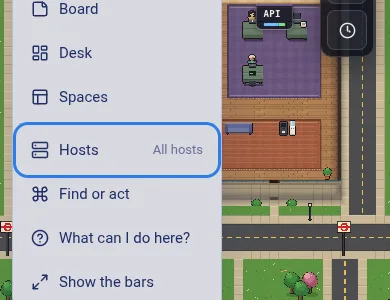 Board
API
Desk
Spaces
Hosts All hosts
Find or act
What can I do here?
Show the bars